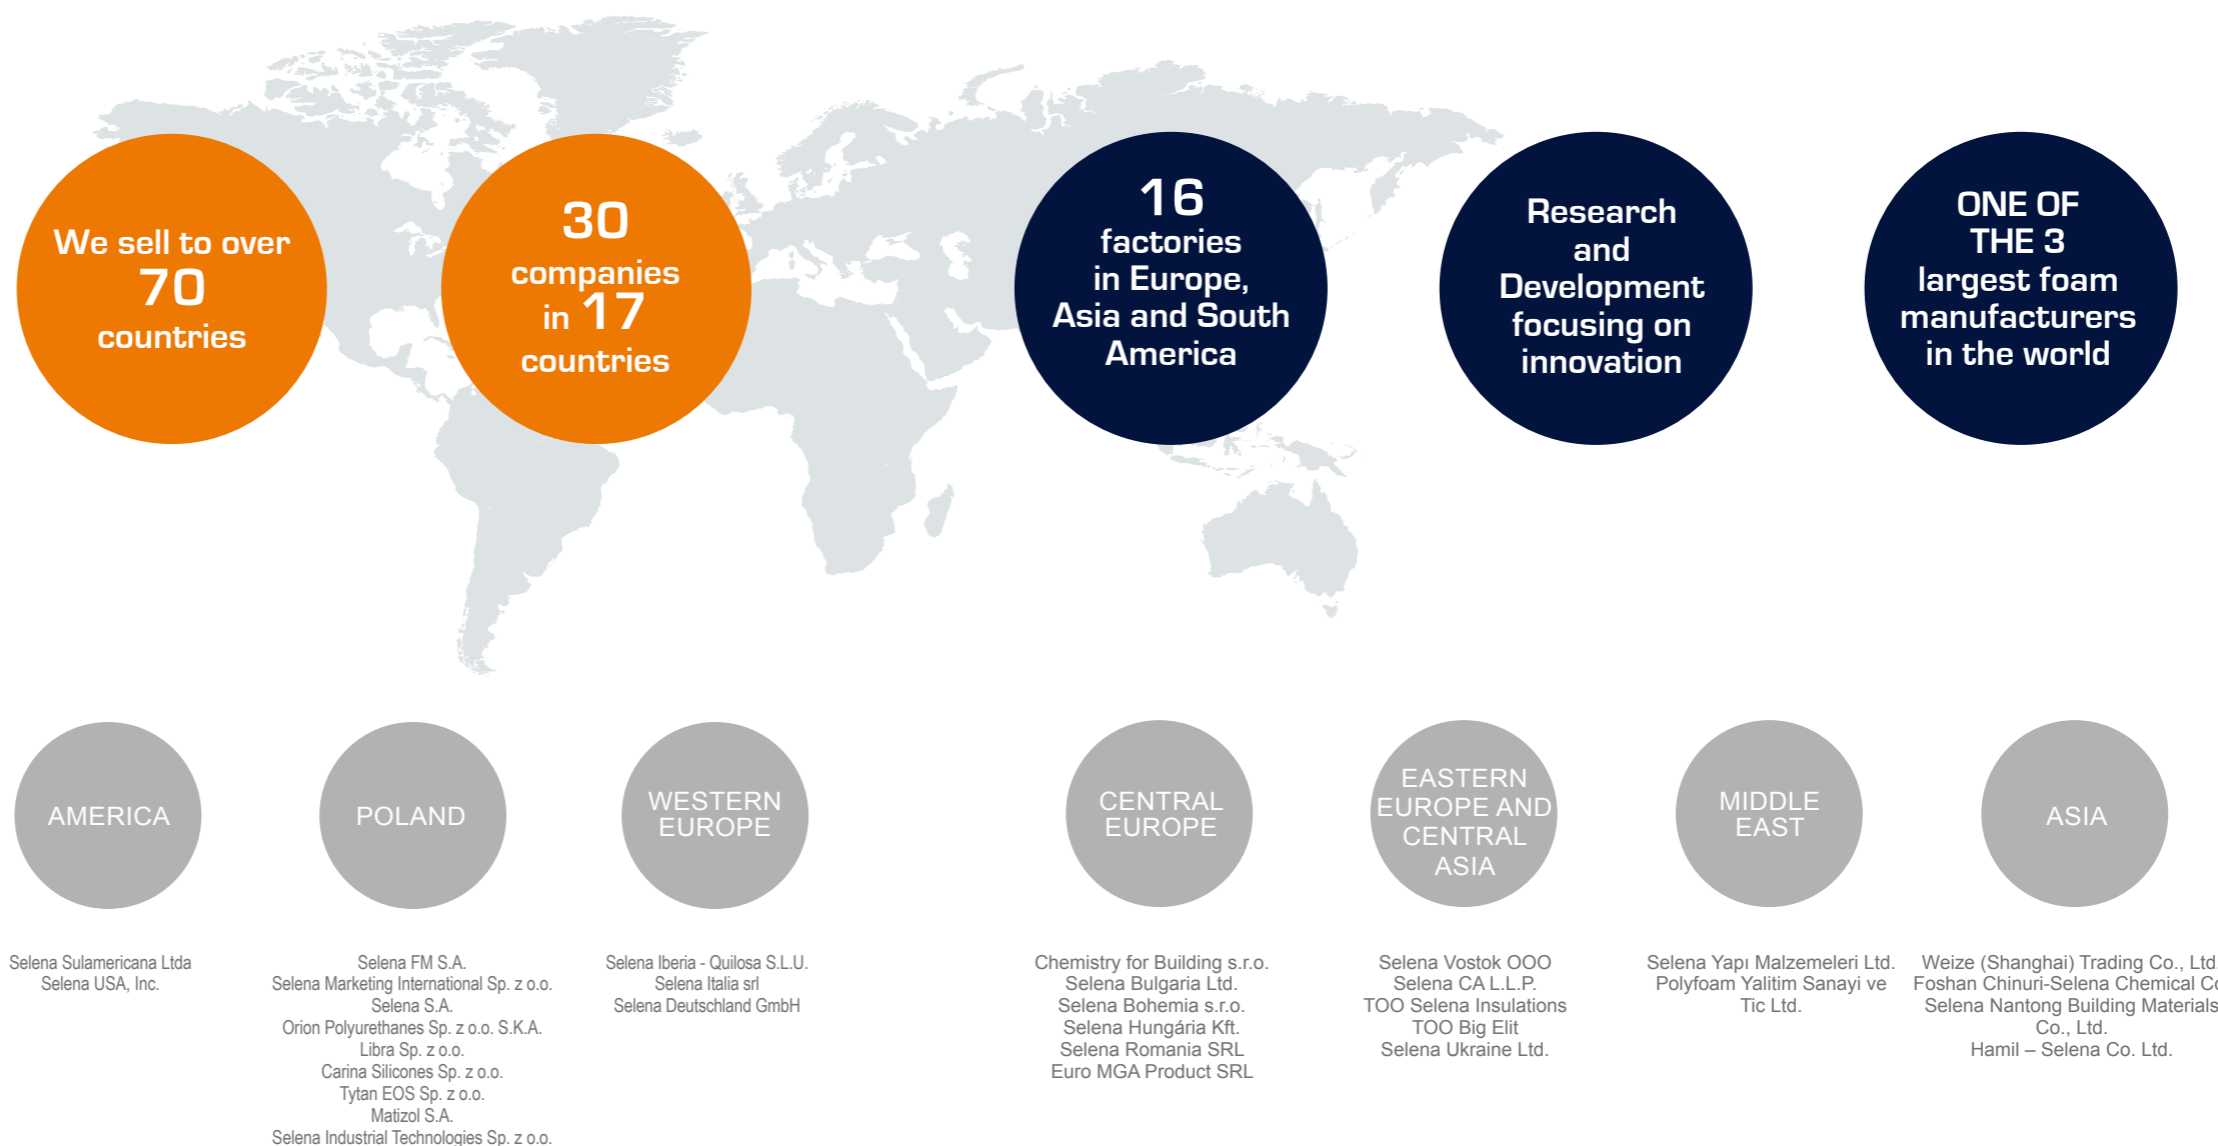 We sell to over
70
countries
30
companies
in 17
countries
16
factories
in Europe,
Asia and South
America
Research
and
Development
focusing on
innovation
ONE OF
THE 3
largest foam
manufacturers
in the world
AMERICA
Selena Sulamericana Ltda
Selena USA, Inc.
POLAND
Selena FM S.A.
Selena Marketing International Sp. z o.o.
Selena S.A.
Orion Polyurethanes Sp. z o.o. S.K.A.
Libra Sp. z o.o.
Carina Silicones Sp. z o.o.
Tytan EOS Sp. z o.o.
Matizol S.A.
Selena Industrial Technologies Sp. z o.o.
WESTERN
EUROPE
Selena Iberia - Quilosa S.L.U.
Selena Italia srl
Selena Deutschland GmbH
CENTRAL
EUROPE
Chemistry for Building s.r.o.
Selena Bulgaria Ltd.
Selena Bohemia s.r.o.
Selena Hungária Kft.
Selena Romania SRL
Euro MGA Product SRL
EASTERN
EUROPE AND
CENTRAL
ASIA
Selena Vostok OOO
Selena CA L.L.P.
TOO Selena Insulations
TOO Big Elit
Selena Ukraine Ltd.
MIDDLE
EAST
Selena Yapı Malzemeleri Ltd.
Polyfoam Yalitim Sanayi ve
Tic Ltd.
ASIA
Weize (Shanghai) Trading Co., Ltd
Foshan Chinuri-Selena Chemical Co
Selena Nantong Building Materials
Co., Ltd.
Hamil – Selena Co. Ltd.